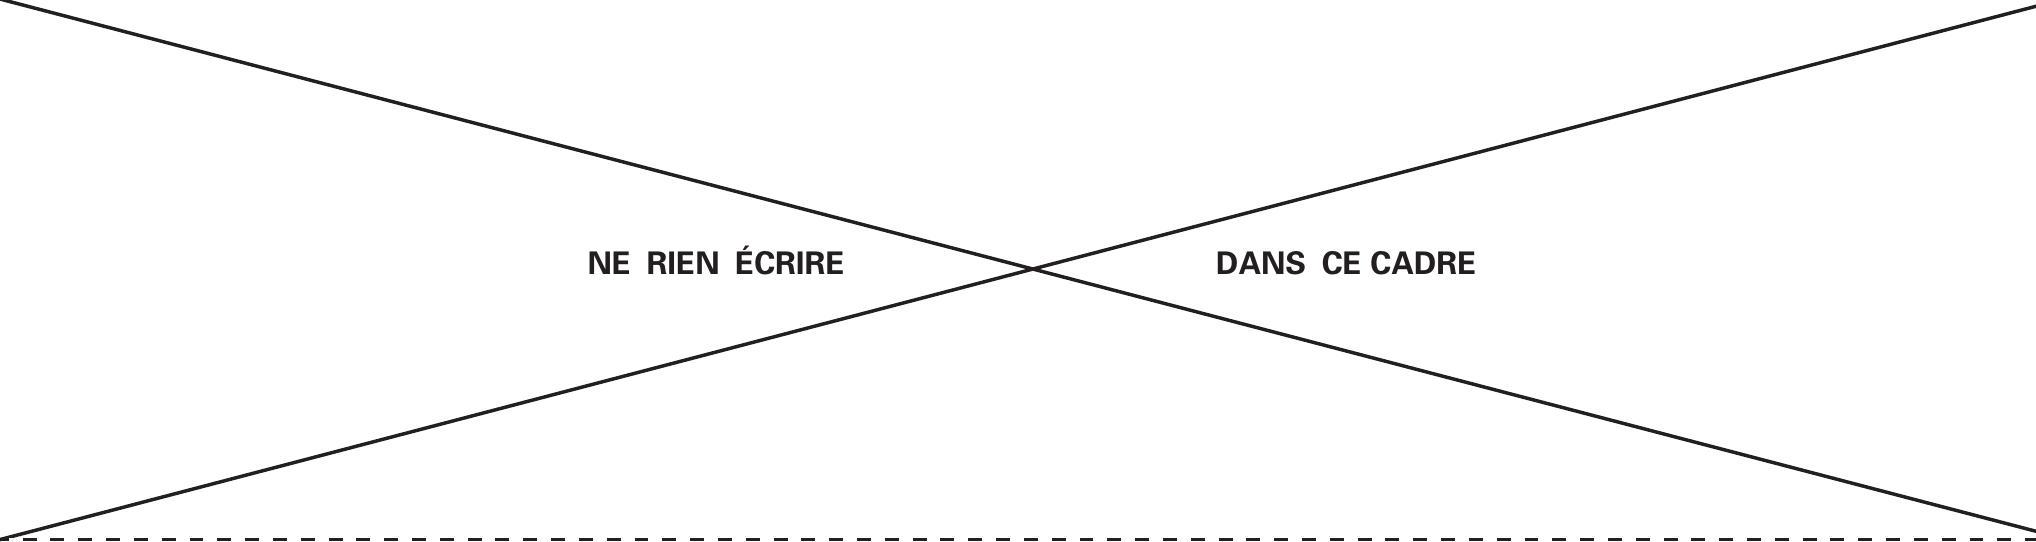 NE RIEN ÉCRIRE DANS CE CADRE